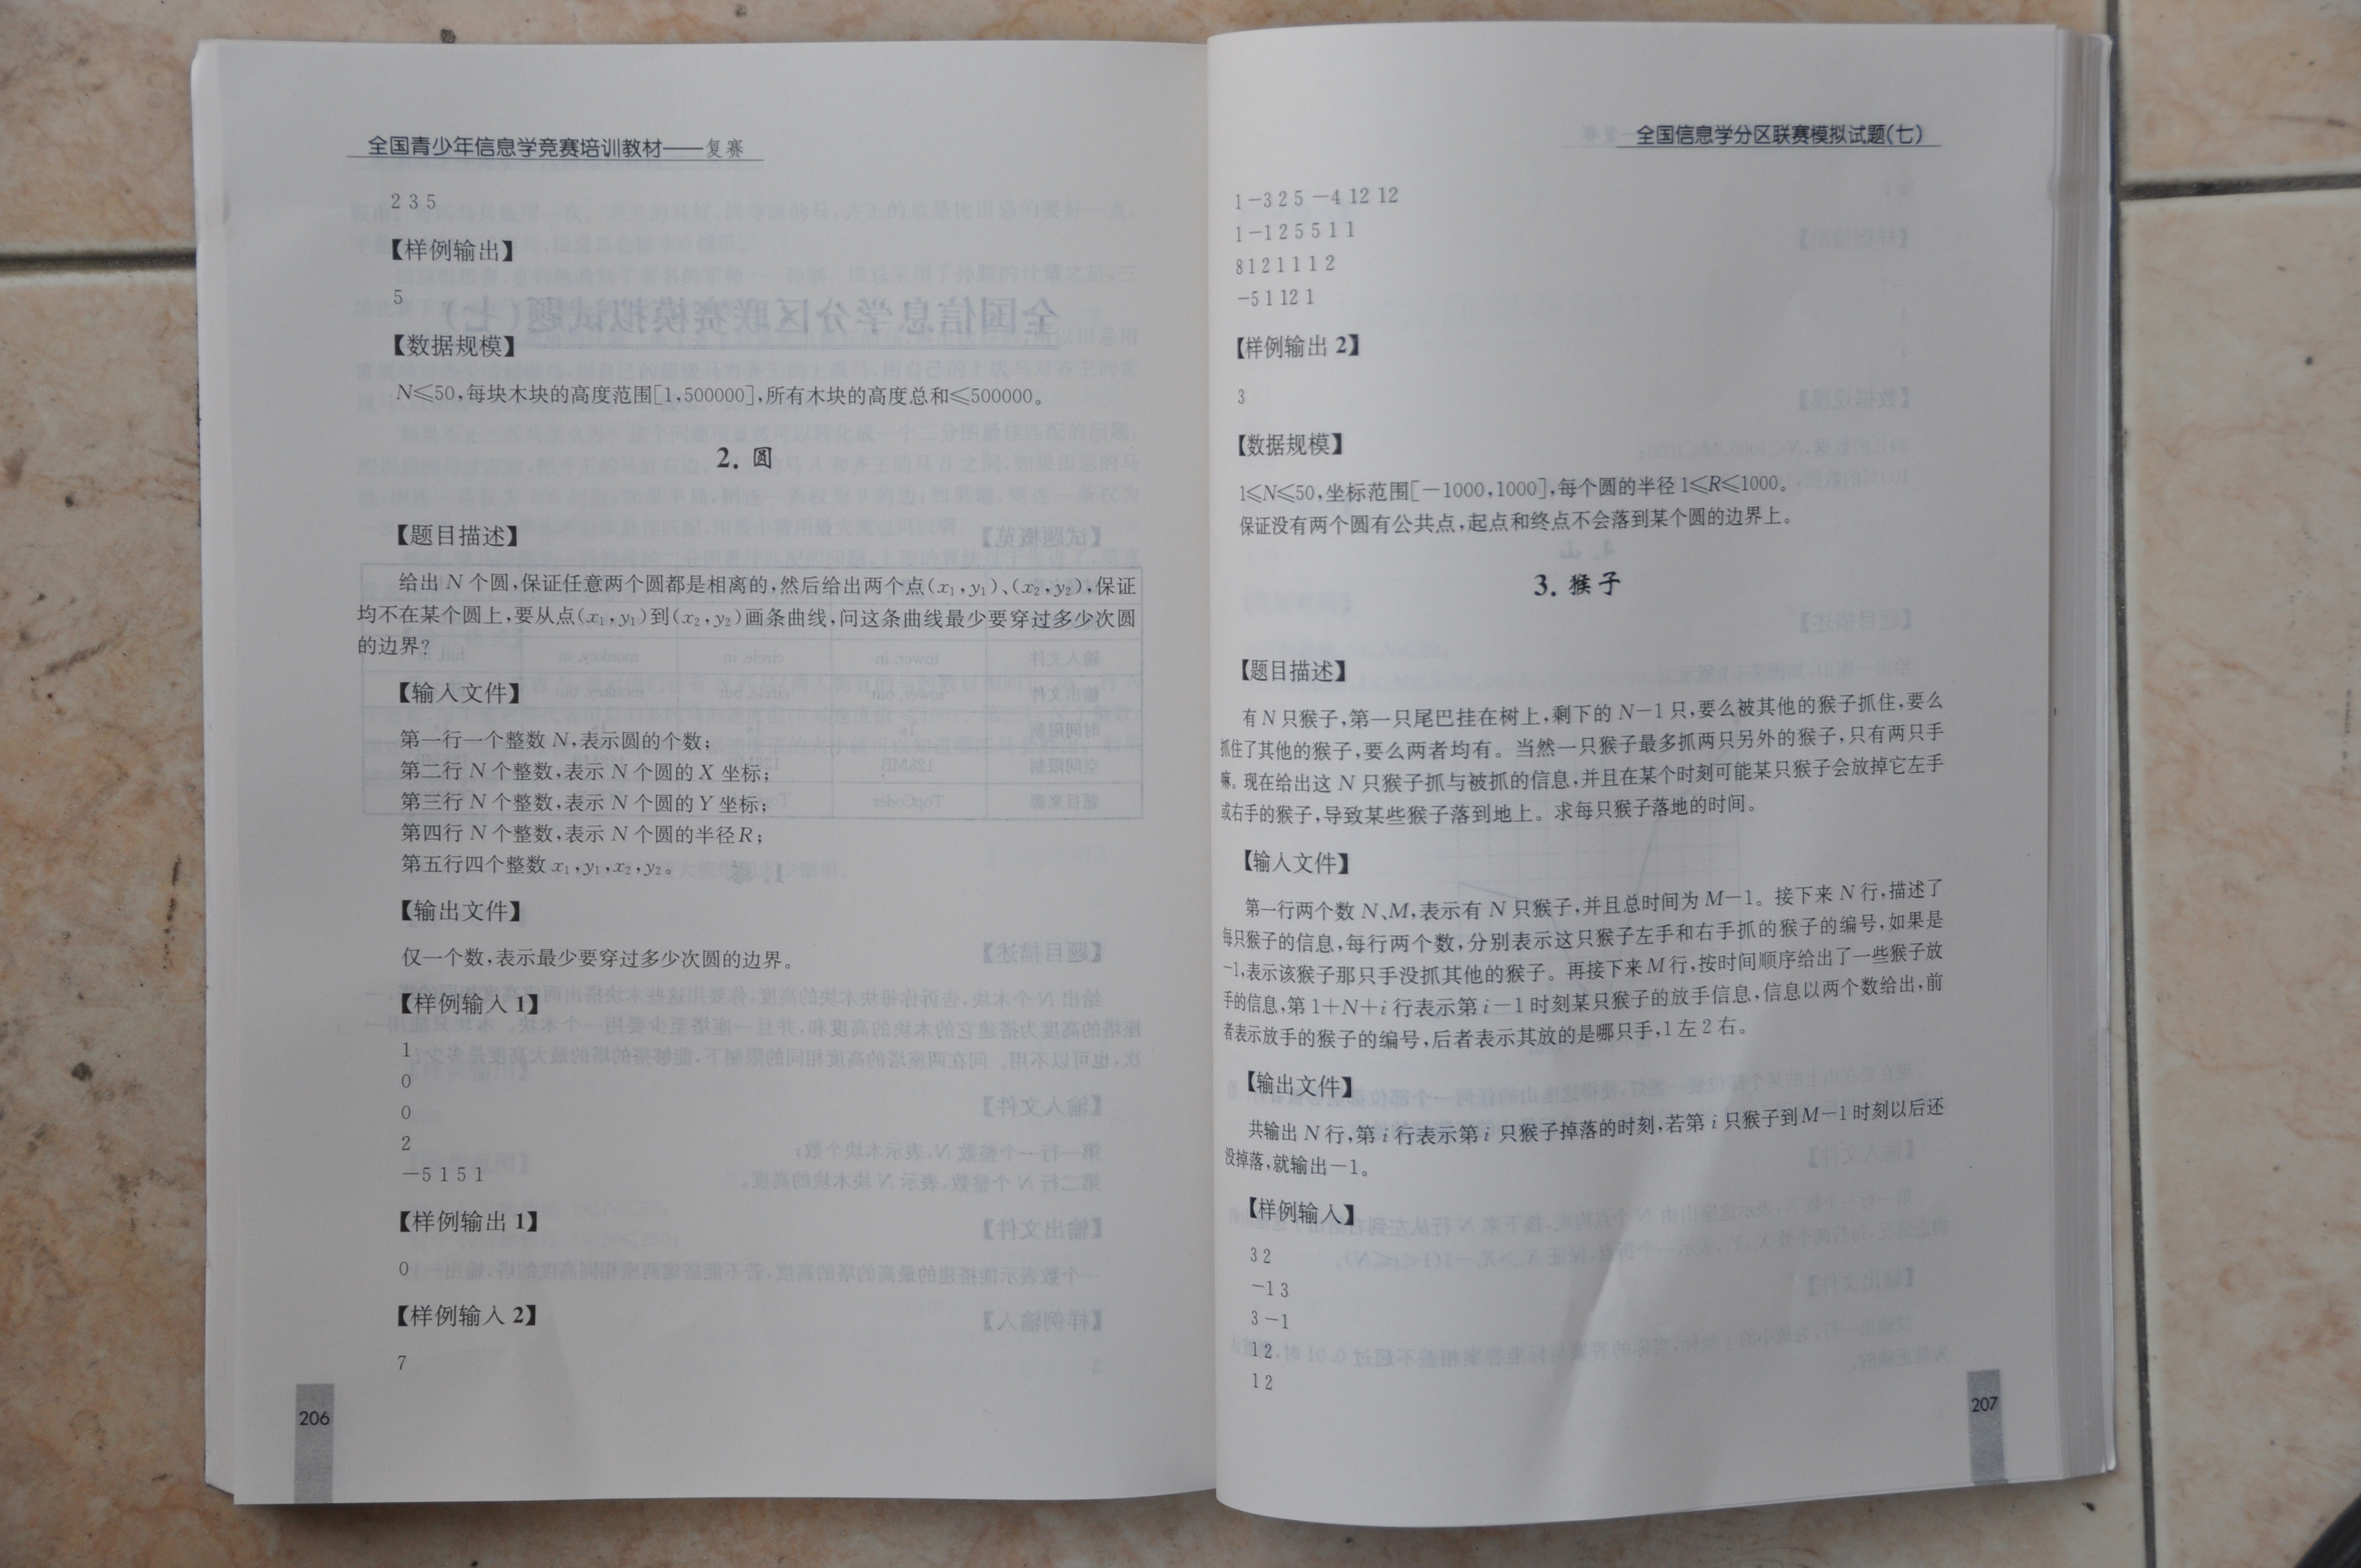 全国青少年信息学竞赛培训教材——复赛
2 3 5
【样例输出】
5
【数据规模】
N≤50,每块木块的高度范围[1,500000],所有木块的高度总和≤500000。
2. 圆
【题目描述】
给出 N 个圆,保证任意两个圆都是相离的,然后给出两个点(x₁,y₁)、(x₂,y₂),保证
均不在某个圆上,要从点(x₁,y₁)到(x₂,y₂)画条曲线,问这条曲线最少要穿过多少次圆
的边界?
【输入文件】
第一行一个整数 N,表示圆的个数;
第二行 N 个整数,表示 N 个圆的 X 坐标;
第三行 N 个整数,表示 N 个圆的 Y 坐标;
第四行 N 个整数,表示 N 个圆的半径 R;
第五行四个整数 x₁,y₁,x₂,y₂。
【输出文件】
仅一个数,表示最少要穿过多少次圆的边界。
【样例输入 1】
1
0
0
2
-5 1 5 1
【样例输出 1】
0
【样例输入 2】
7
206
全国信息学分区联赛模拟试题(七)
1 -3 2 5 -4 12 12
1 -1 2 5 5 1 1
8 1 2 1 1 1 2
-5 1 12 1
【样例输出 2】
3
【数据规模】
1≤N≤50,坐标范围[-1000,1000],每个圆的半径 1≤R≤1000。
保证没有两个圆有公共点,起点和终点不会落到某个圆的边界上。
3. 猴子
【题目描述】
有 N 只猴子,第一只尾巴挂在树上,剩下的 N-1 只,要么被其他的猴子抓住,要么
抓住了其他的猴子,要么两者均有。当然一只猴子最多抓两只另外的猴子,只有两只手
嘛。现在给出这 N 只猴子抓与被抓的信息,并且在某个时刻可能某只猴子会放掉它左手
或右手的猴子,导致某些猴子落到地上。求每只猴子落地的时间。
【输入文件】
第一行两个数 N、M,表示有 N 只猴子,并且总时间为 M-1。接下来 N 行,描述了
每只猴子的信息,每行两个数,分别表示这只猴子左手和右手抓的猴子的编号,如果是
-1,表示该猴子那只手没抓其他的猴子。再接下来 M 行,按时间顺序给出了一些猴子放
手的信息,第 1+N+i 行表示第 i-1 时刻某只猴子的放手信息,信息以两个数给出,前
者表示放手的猴子的编号,后者表示其放的是哪只手,1 左 2 右。
【输出文件】
共输出 N 行,第 i 行表示第 i 只猴子掉落的时刻,若第 i 只猴子到 M-1 时刻以后还
没掉落,就输出-1。
【样例输入】
3 2
-1 3
3 -1
1 2
1 2
207